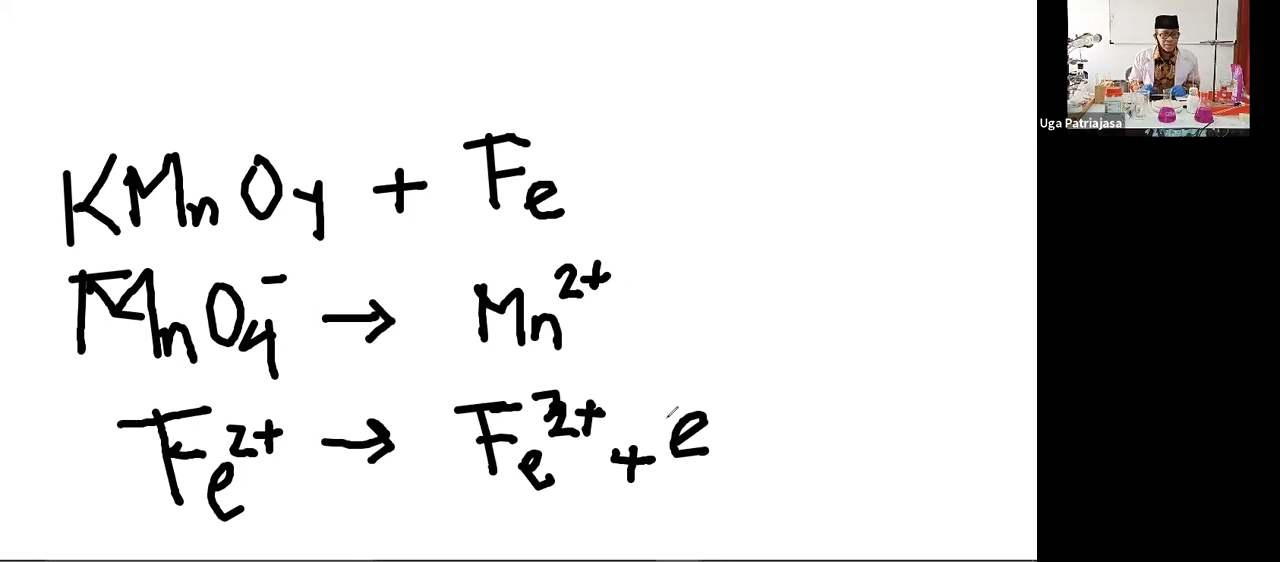 KMnO4 + Fe
MnO4⁻ → Mn²⁺
Fe²⁺ → Fe³⁺ + e
Uga Patriajasa